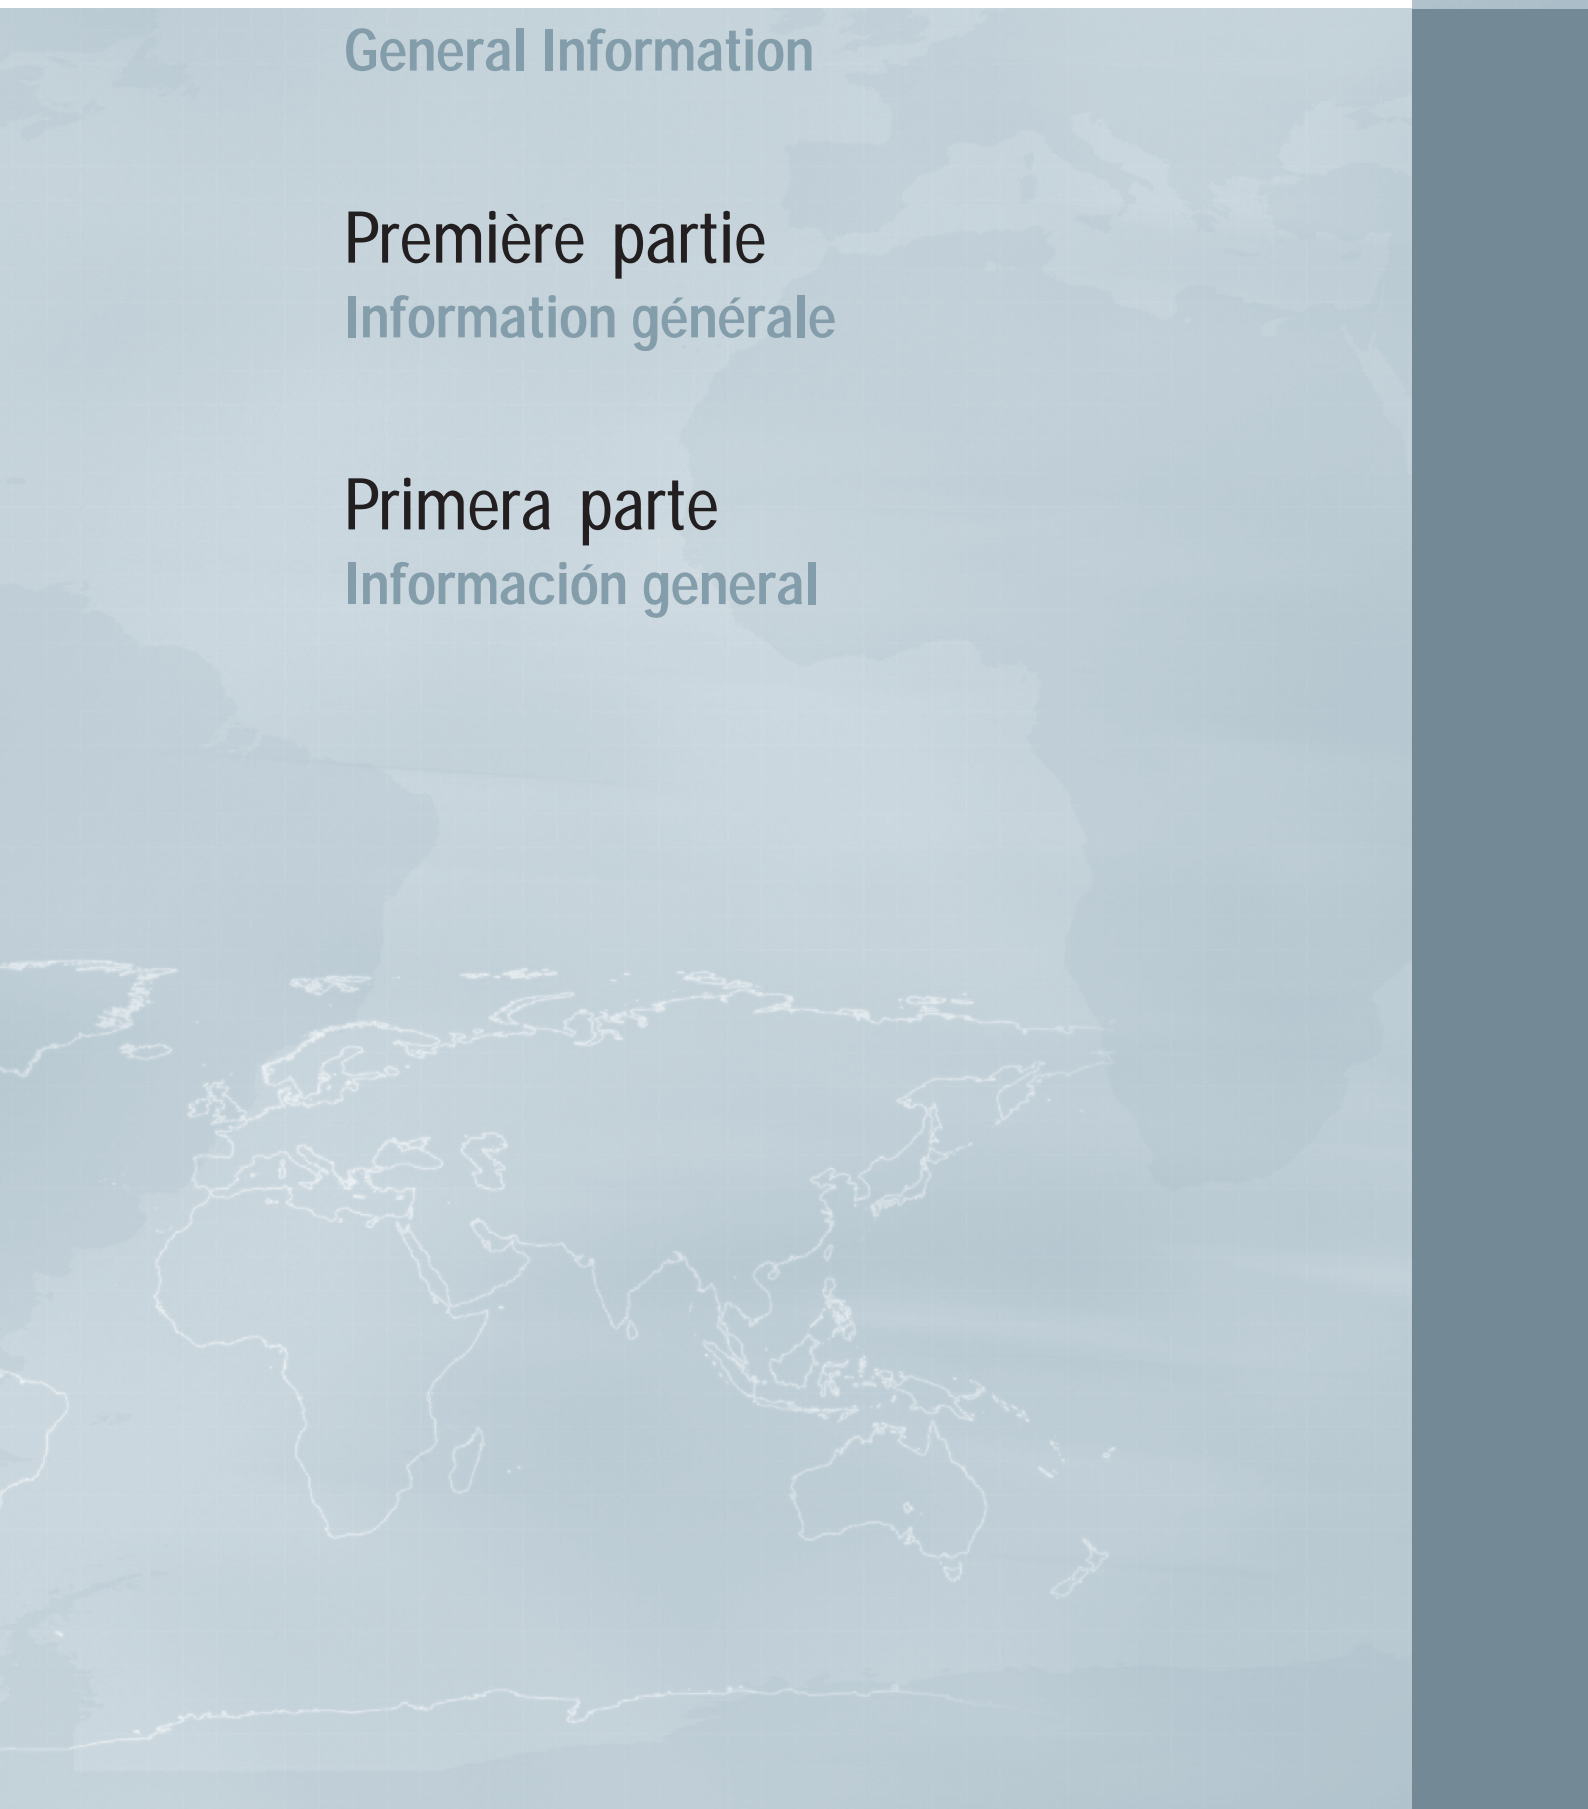 General Information
Première partie
Information générale
Primera parte
Información general